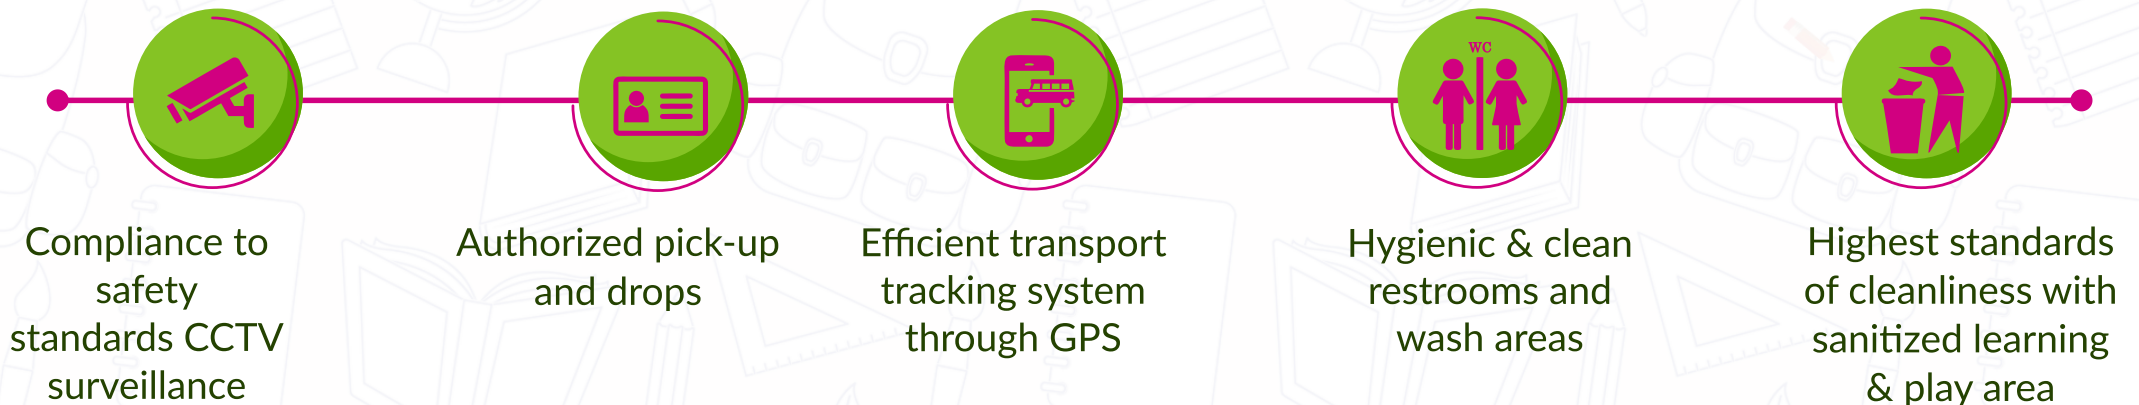 WC
Compliance to
safety
standards CCTV
surveillance
Authorized pick-up
and drops
Efficient transport
tracking system
through GPS
Hygienic & clean
restrooms and
wash areas
Highest standards
of cleanliness with
sanitized learning
& play area